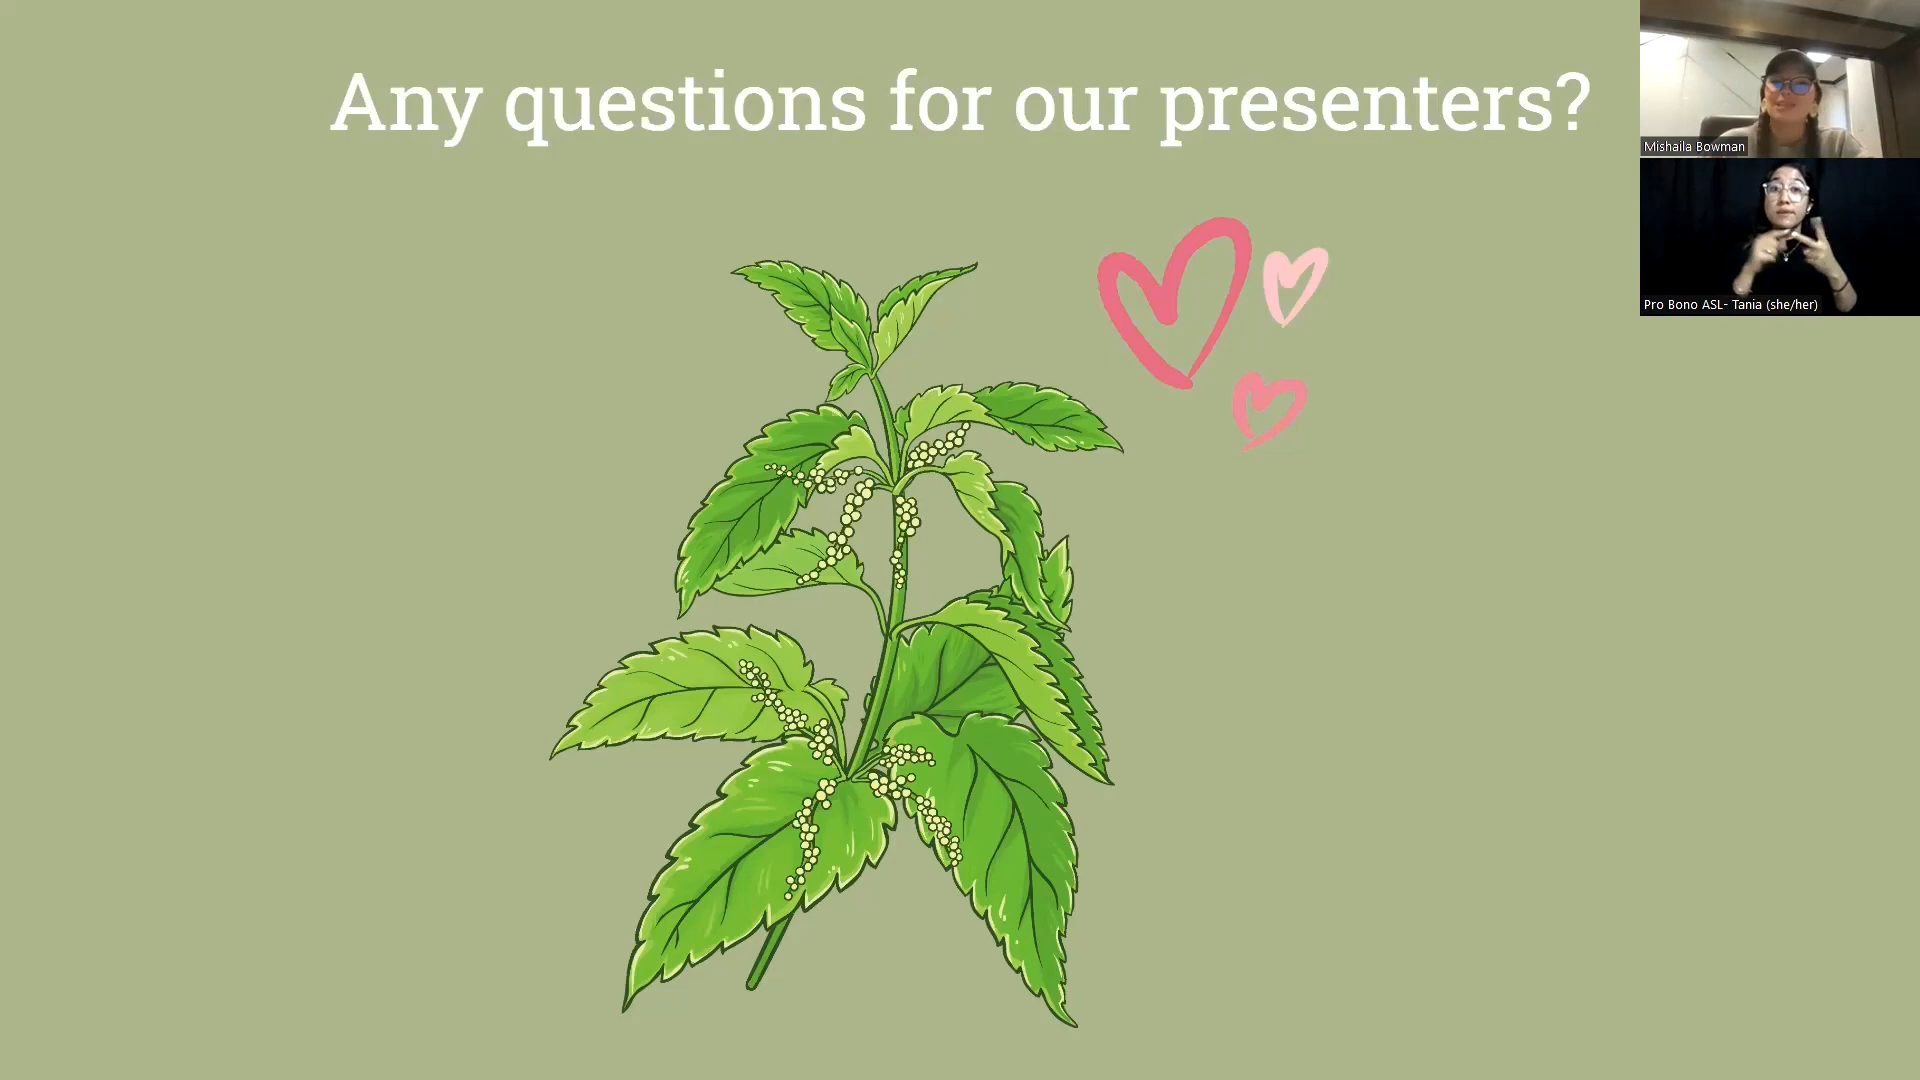 Any questions for our presenters?
Mishaila Bowman
Pro Bono ASL- Tania (she/her)